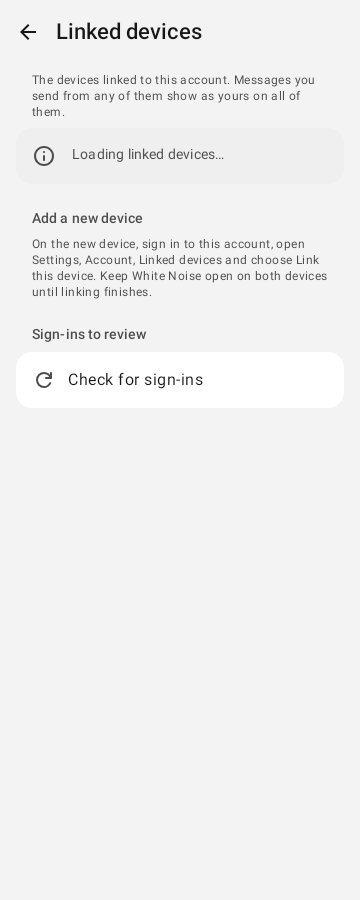 Linked devices
The devices linked to this account. Messages you
send from any of them show as yours on all of
them.
Loading linked devices…
Add a new device
On the new device, sign in to this account, open
Settings, Account, Linked devices and choose Link
this device. Keep White Noise open on both devices
until linking finishes.
Sign-ins to review
Check for sign-ins